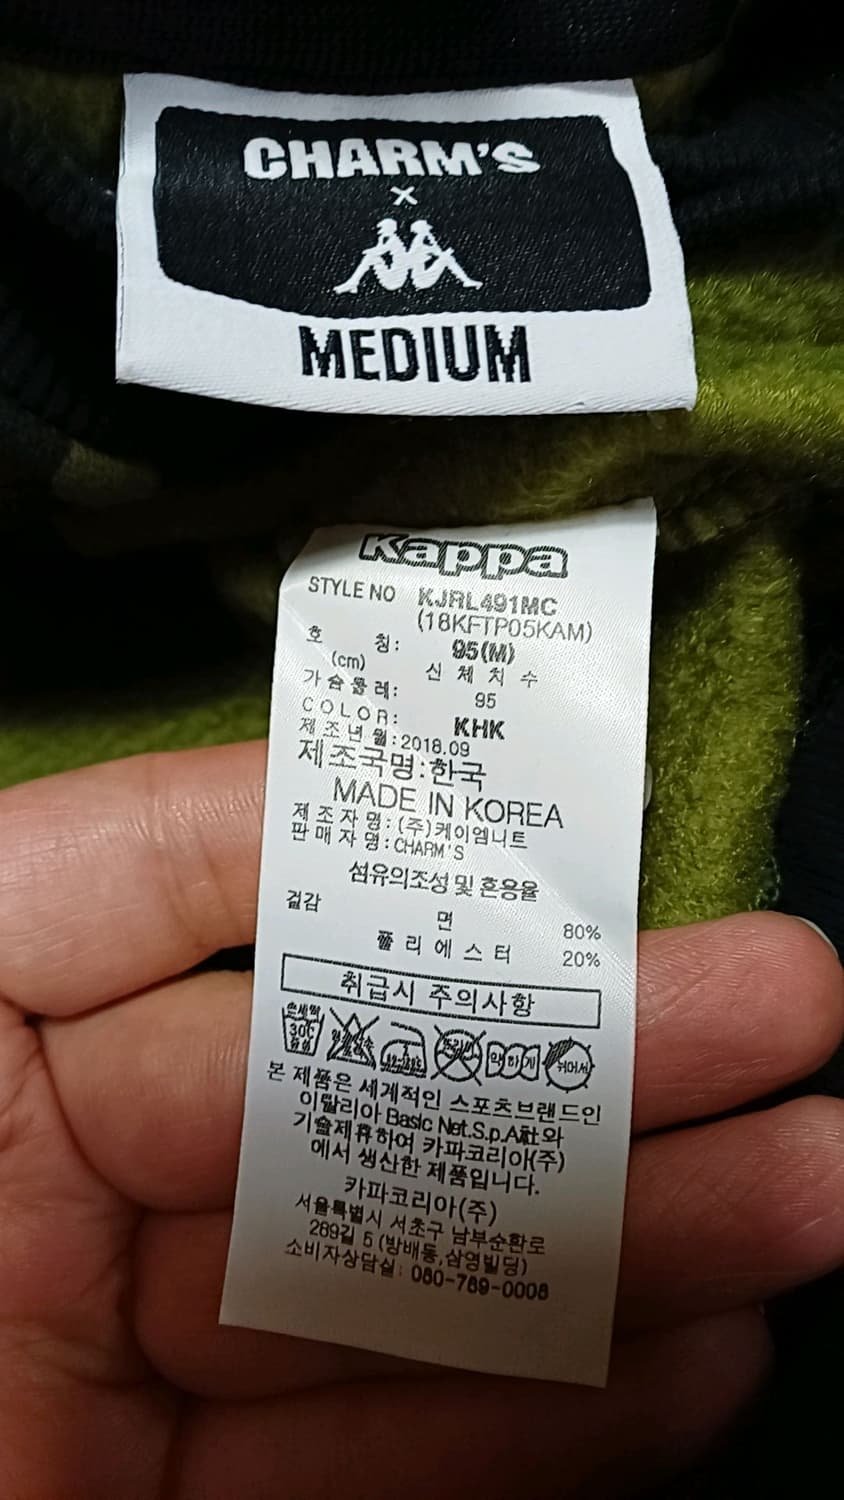 CHARM'S
×
MEDIUM
Kappa
STYLE NO KJRL491MC
(18KFTP05KAM)
호 칭: 95(M)
(cm) 신 체 치 수
가슴둘레: 95
COLOR: KHK
제조년월:2018.09
제조국명:한국
MADE IN KOREA
제조자명:(주)케이엠니트
판매자명:CHARM'S
섬유의조성 및 혼용율
겉감 면 80%
폴리에스터 20%
취급시 주의사항
손세탁 30℃ 중성
드라이 약하게 뉘어서
본 제품은 세계적인 스포츠브랜드인
이탈리아 Basic Net.S.p.A社와
기술제휴하여 카파코리아(주)
에서 생산한 제품입니다.
카파코리아(주)
서울특별시 서초구 남부순환로
289길 5 (방배동,삼영빌딩)
소비자상담실: 080-789-0008